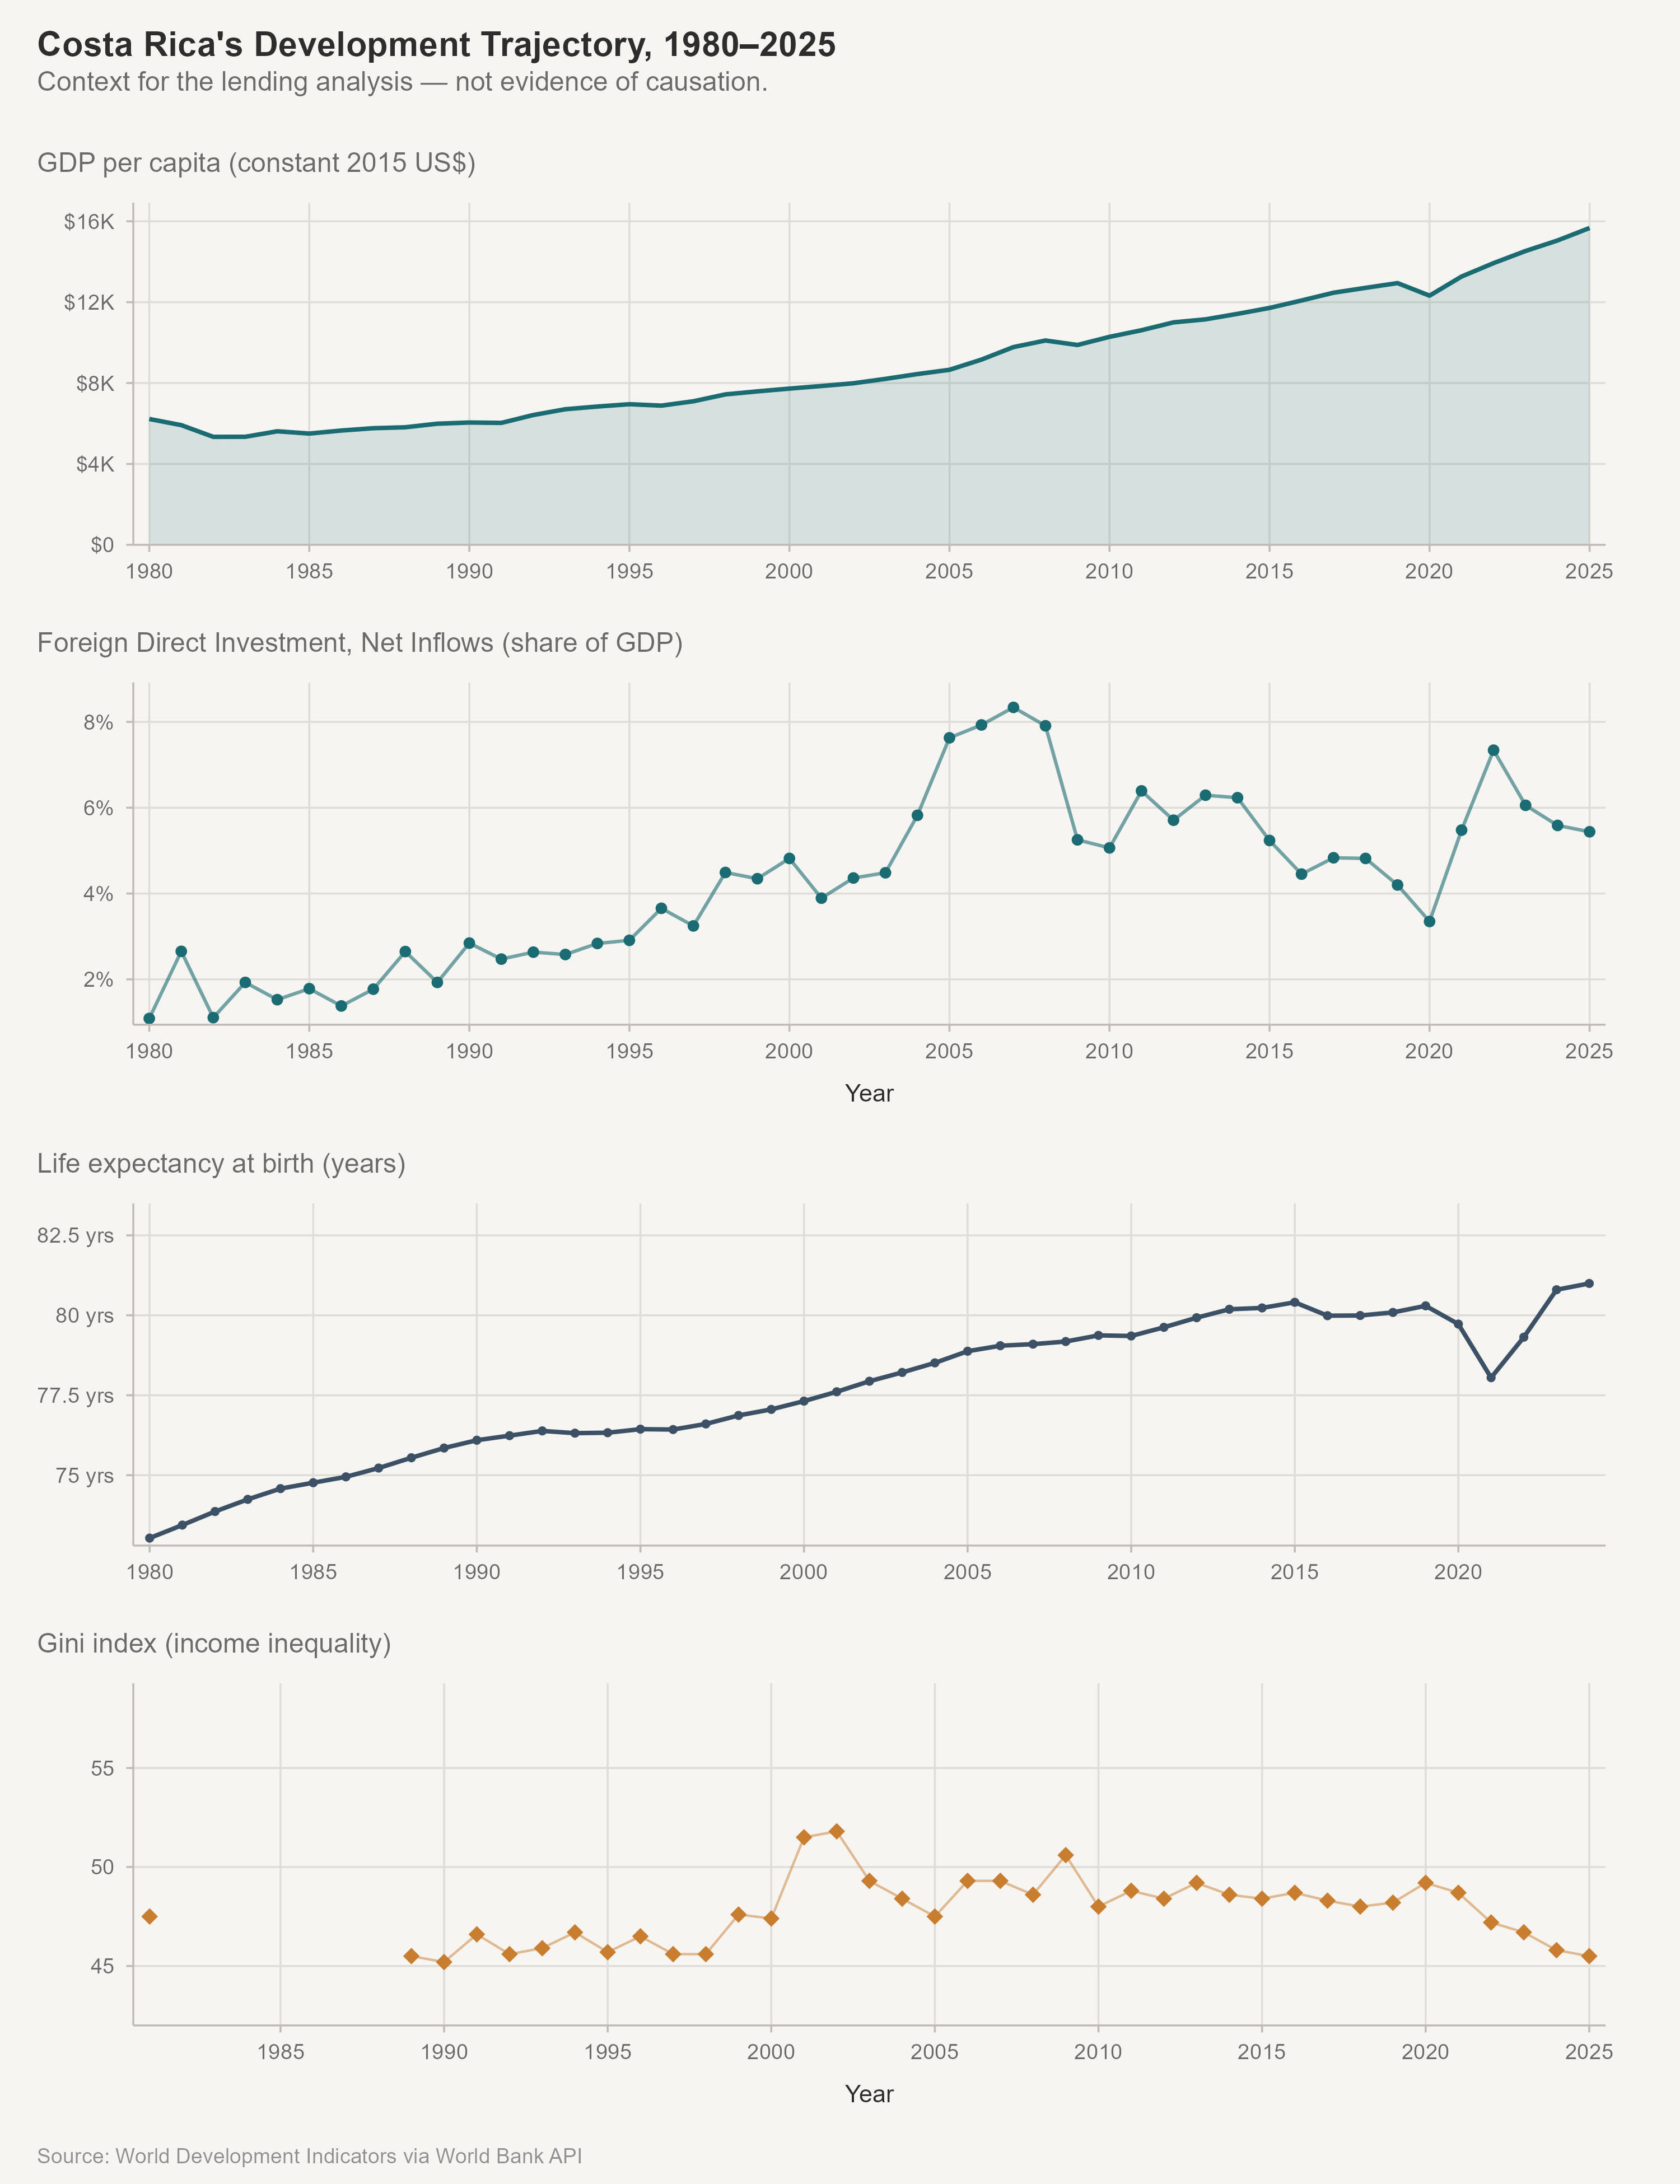 Costa Rica's Development Trajectory, 1980–2025
Context for the lending analysis — not evidence of causation.
GDP per capita (constant 2015 US$)
$16K
$12K
$8K
$4K
$0
1980 1985 1990 1995 2000 2005 2010 2015 2020 2025
Foreign Direct Investment, Net Inflows (share of GDP)
8%
6%
4%
2%
1980 1985 1990 1995 2000 2005 2010 2015 2020 2025
Year
Life expectancy at birth (years)
82.5 yrs
80 yrs
77.5 yrs
75 yrs
1980 1985 1990 1995 2000 2005 2010 2015 2020
Gini index (income inequality)
55
50
45
1985 1990 1995 2000 2005 2010 2015 2020 2025
Year
Source: World Development Indicators via World Bank API